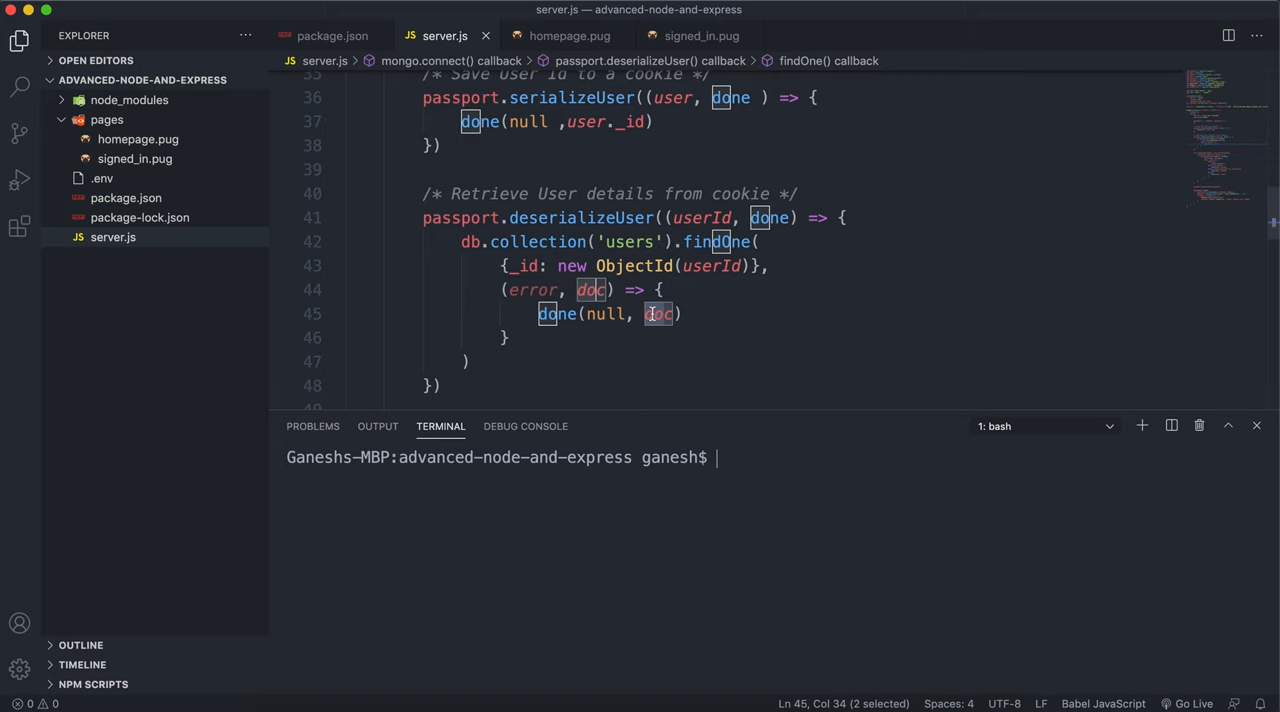 server.js — advanced-node-and-express
EXPLORER
package.json
server.js
homepage.pug
signed_in.pug
OPEN EDITORS
server.js
mongo.connect() callback
passport.deserializeUser() callback
findOne() callback
ADVANCED-NODE-AND-EXPRESS
node_modules
pages
homepage.pug
signed_in.pug
.env
package.json
package-lock.json
server.js
35 /* Save User Id to a cookie */
36 passport.serializeUser((user, done ) => {
37 done(null ,user._id)
38 })
39
40 /* Retrieve User details from cookie */
41 passport.deserializeUser((userId, done) => {
42 db.collection('users').findOne(
43 {_id: new ObjectId(userId)},
44 (error, doc) => {
45 done(null, doc)
46 }
47 )
48 })
49
PROBLEMS
OUTPUT
TERMINAL
DEBUG CONSOLE
1: bash
Ganeshs-MBP:advanced-node-and-express ganesh$
OUTLINE
TIMELINE
NPM SCRIPTS
0 0
Ln 45, Col 34 (2 selected)
Spaces: 4
UTF-8
LF
Babel JavaScript
Go Live